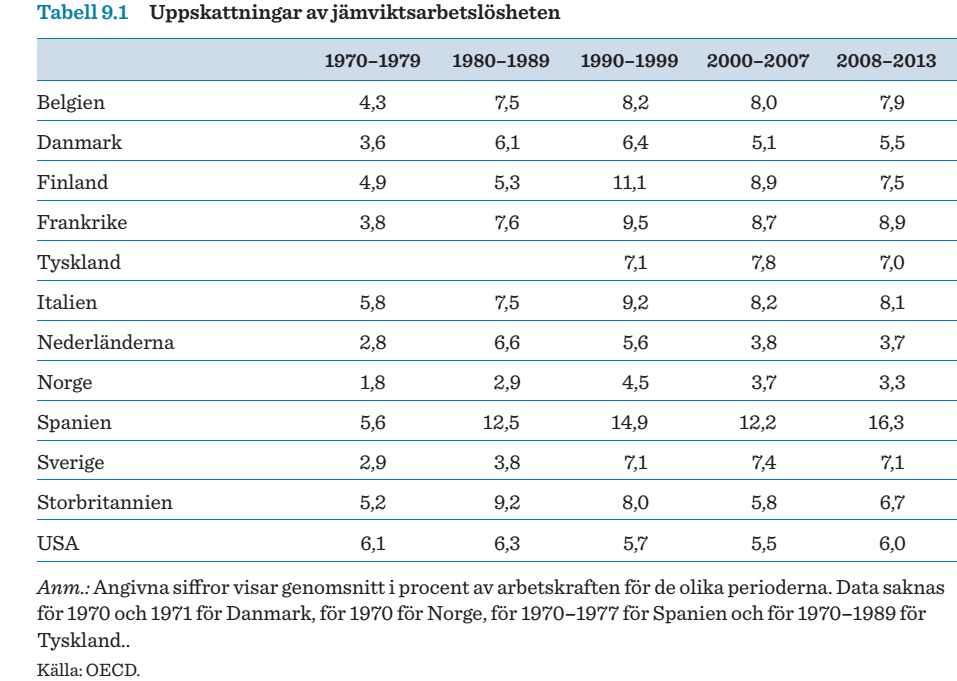 Tabell 9.1 Uppskattningar av jämviktsarbetslösheten
1970–1979 1980–1989 1990–1999 2000–2007 2008–2013
Belgien 4,3 7,5 8,2 8,0 7,9
Danmark 3,6 6,1 6,4 5,1 5,5
Finland 4,9 5,3 11,1 8,9 7,5
Frankrike 3,8 7,6 9,5 8,7 8,9
Tyskland 7,1 7,8 7,0
Italien 5,8 7,5 9,2 8,2 8,1
Nederländerna 2,8 6,6 5,6 3,8 3,7
Norge 1,8 2,9 4,5 3,7 3,3
Spanien 5,6 12,5 14,9 12,2 16,3
Sverige 2,9 3,8 7,1 7,4 7,1
Storbritannien 5,2 9,2 8,0 5,8 6,7
USA 6,1 6,3 5,7 5,5 6,0
Anm.: Angivna siffror visar genomsnitt i procent av arbetskraften för de olika perioderna. Data saknas
för 1970 och 1971 för Danmark, för 1970 för Norge, för 1970–1977 för Spanien och för 1970–1989 för
Tyskland..
Källa: OECD.